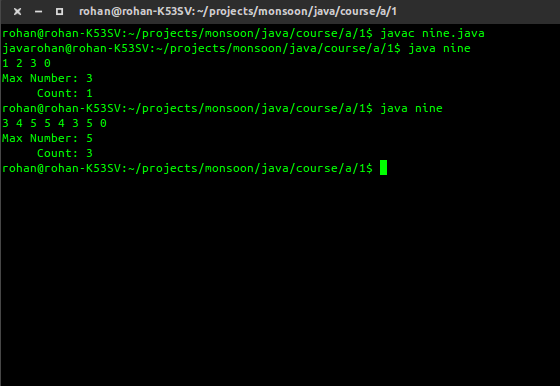 rohan@rohan-K53SV: ~/projects/monsoon/java/course/a/1
rohan@rohan-K53SV:~/projects/monsoon/java/course/a/1$ javac nine.java
javarohan@rohan-K53SV:~/projects/monsoon/java/course/a/1$ java nine
1 2 3 0
Max Number: 3
     Count: 1
rohan@rohan-K53SV:~/projects/monsoon/java/course/a/1$ java nine
3 4 5 5 4 3 5 0
Max Number: 5
     Count: 3
rohan@rohan-K53SV:~/projects/monsoon/java/course/a/1$